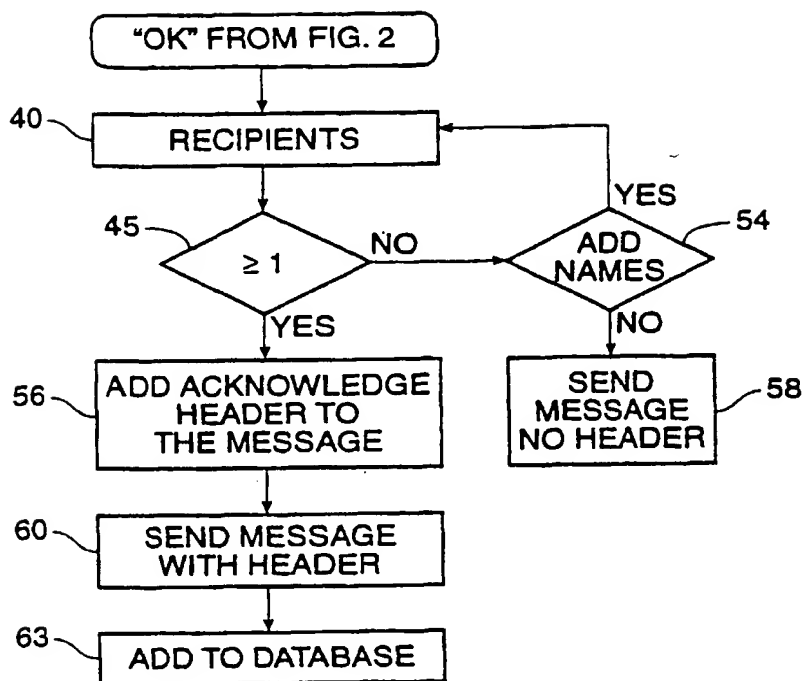 "OK" FROM FIG. 2
40
RECIPIENTS
YES
45
≥ 1
NO
ADD
NAMES
54
YES
NO
56
ADD ACKNOWLEDGE
HEADER TO
THE MESSAGE
SEND
MESSAGE
NO HEADER
58
60
SEND MESSAGE
WITH HEADER
63
ADD TO DATABASE